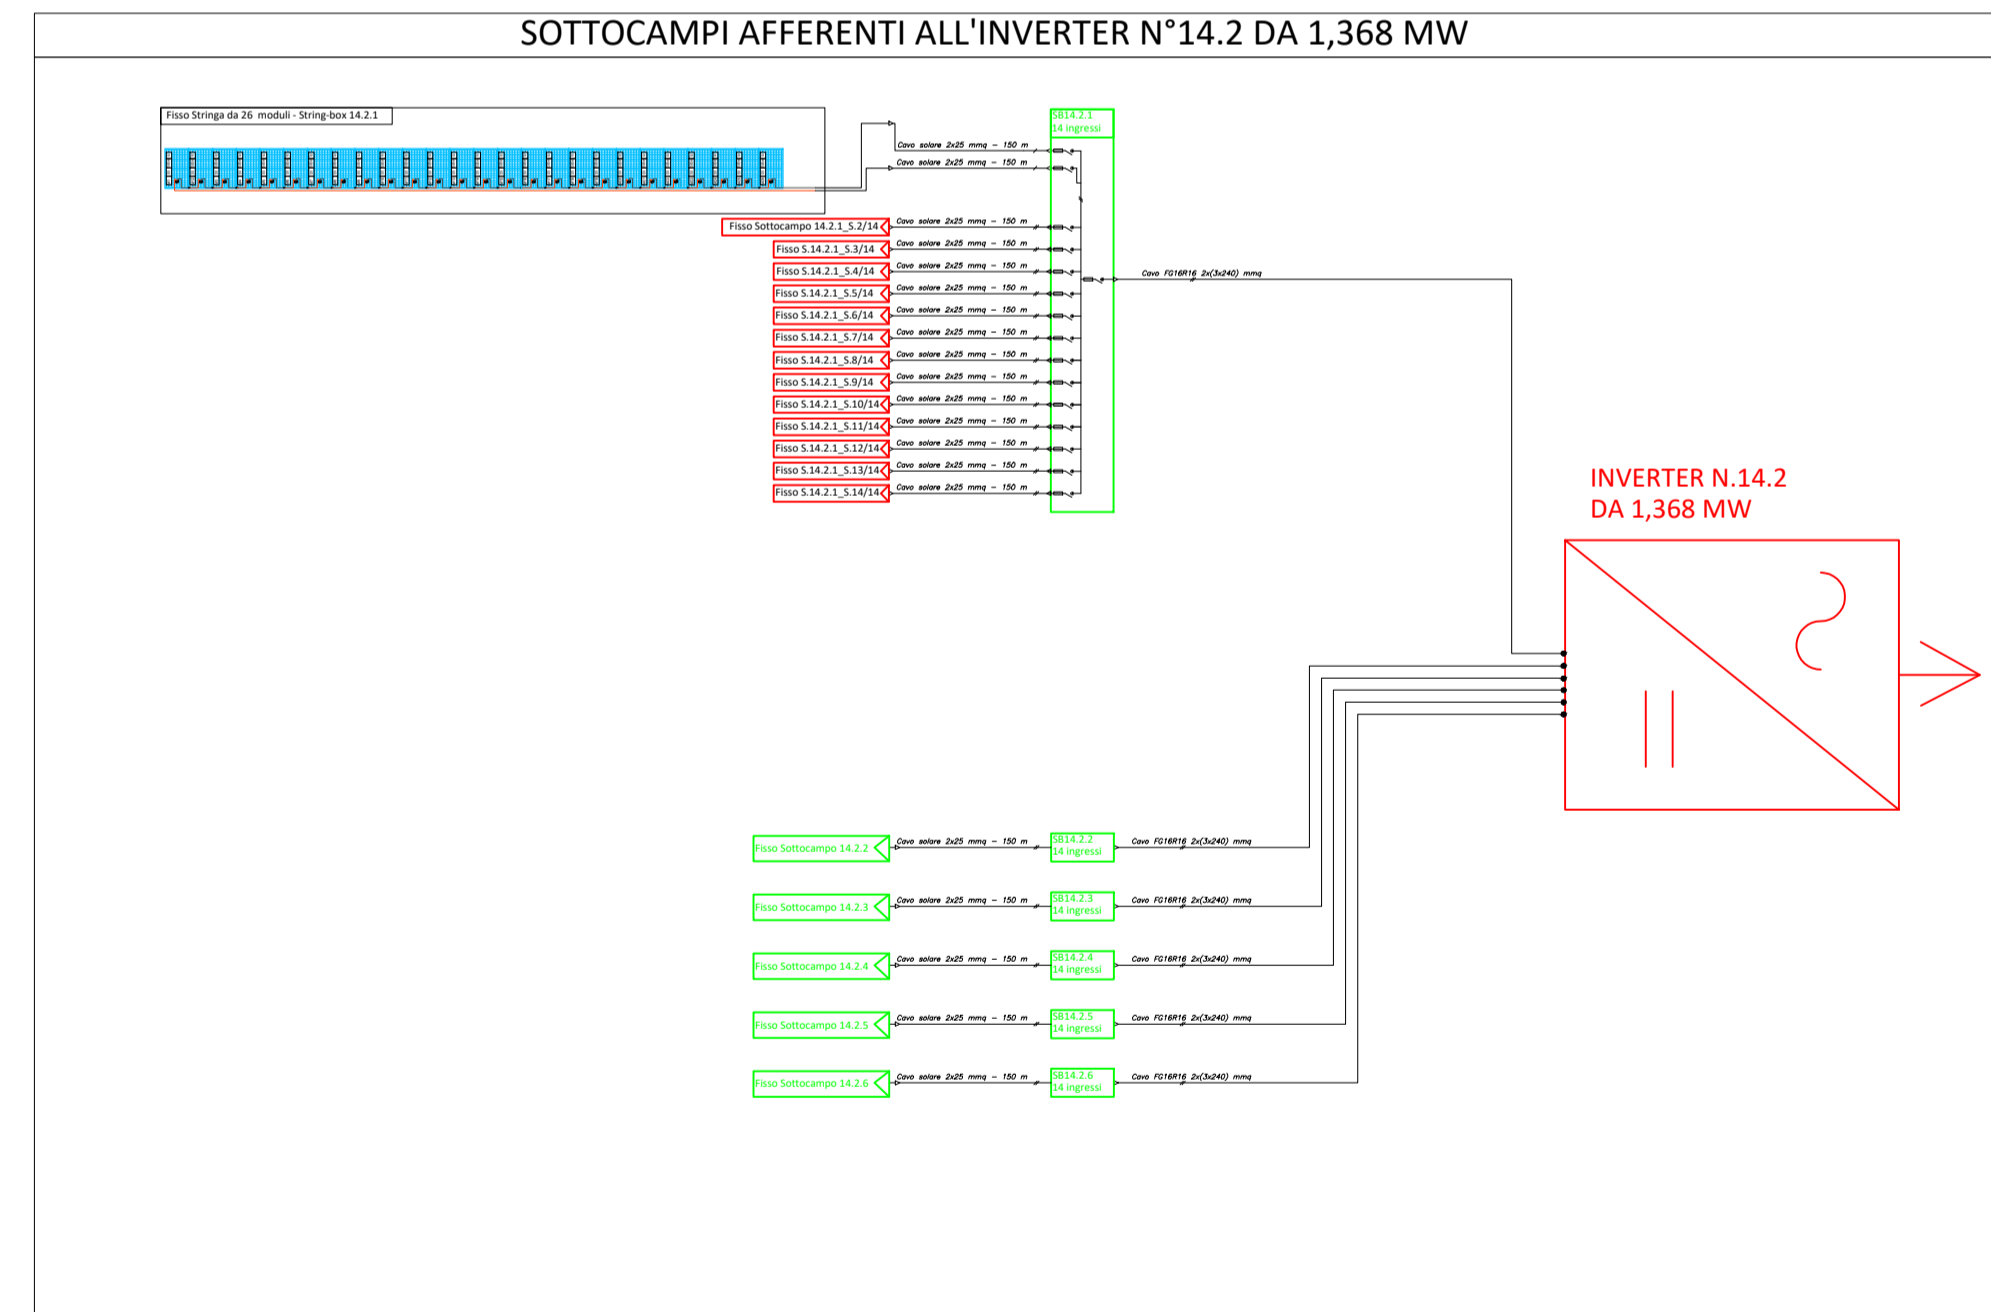 SOTTOCAMPI AFFERENTI ALL'INVERTER N°14.2 DA 1,368 MW
Fisso Stringa da 26 moduli - String-box 14.2.1
SB14.2.1
14 ingressi
Cavo solare 2x25 mmq - 150 m
Cavo solare 2x25 mmq - 150 m
Fisso Sottocampo 14.2.1_S.2/14
Cavo solare 2x25 mmq - 150 m
Fisso S.14.2.1_S.3/14
Cavo solare 2x25 mmq - 150 m
Fisso S.14.2.1_S.4/14
Cavo solare 2x25 mmq - 150 m
Cavo FG16R16 2x(3x240) mmq
Fisso S.14.2.1_S.5/14
Cavo solare 2x25 mmq - 150 m
Fisso S.14.2.1_S.6/14
Cavo solare 2x25 mmq - 150 m
Fisso S.14.2.1_S.7/14
Cavo solare 2x25 mmq - 150 m
Fisso S.14.2.1_S.8/14
Cavo solare 2x25 mmq - 150 m
Fisso S.14.2.1_S.9/14
Cavo solare 2x25 mmq - 150 m
Fisso S.14.2.1_S.10/14
Cavo solare 2x25 mmq - 150 m
Fisso S.14.2.1_S.11/14
Cavo solare 2x25 mmq - 150 m
Fisso S.14.2.1_S.12/14
Cavo solare 2x25 mmq - 150 m
Fisso S.14.2.1_S.13/14
Cavo solare 2x25 mmq - 150 m
Fisso S.14.2.1_S.14/14
Cavo solare 2x25 mmq - 150 m
INVERTER N.14.2
DA 1,368 MW
Fisso Sottocampo 14.2.2
Cavo solare 2x25 mmq - 150 m
SB14.2.2
14 ingressi
Cavo FG16R16 2x(3x240) mmq
Fisso Sottocampo 14.2.3
Cavo solare 2x25 mmq - 150 m
SB14.2.3
14 ingressi
Cavo FG16R16 2x(3x240) mmq
Fisso Sottocampo 14.2.4
Cavo solare 2x25 mmq - 150 m
SB14.2.4
14 ingressi
Cavo FG16R16 2x(3x240) mmq
Fisso Sottocampo 14.2.5
Cavo solare 2x25 mmq - 150 m
SB14.2.5
14 ingressi
Cavo FG16R16 2x(3x240) mmq
Fisso Sottocampo 14.2.6
Cavo solare 2x25 mmq - 150 m
SB14.2.6
14 ingressi
Cavo FG16R16 2x(3x240) mmq